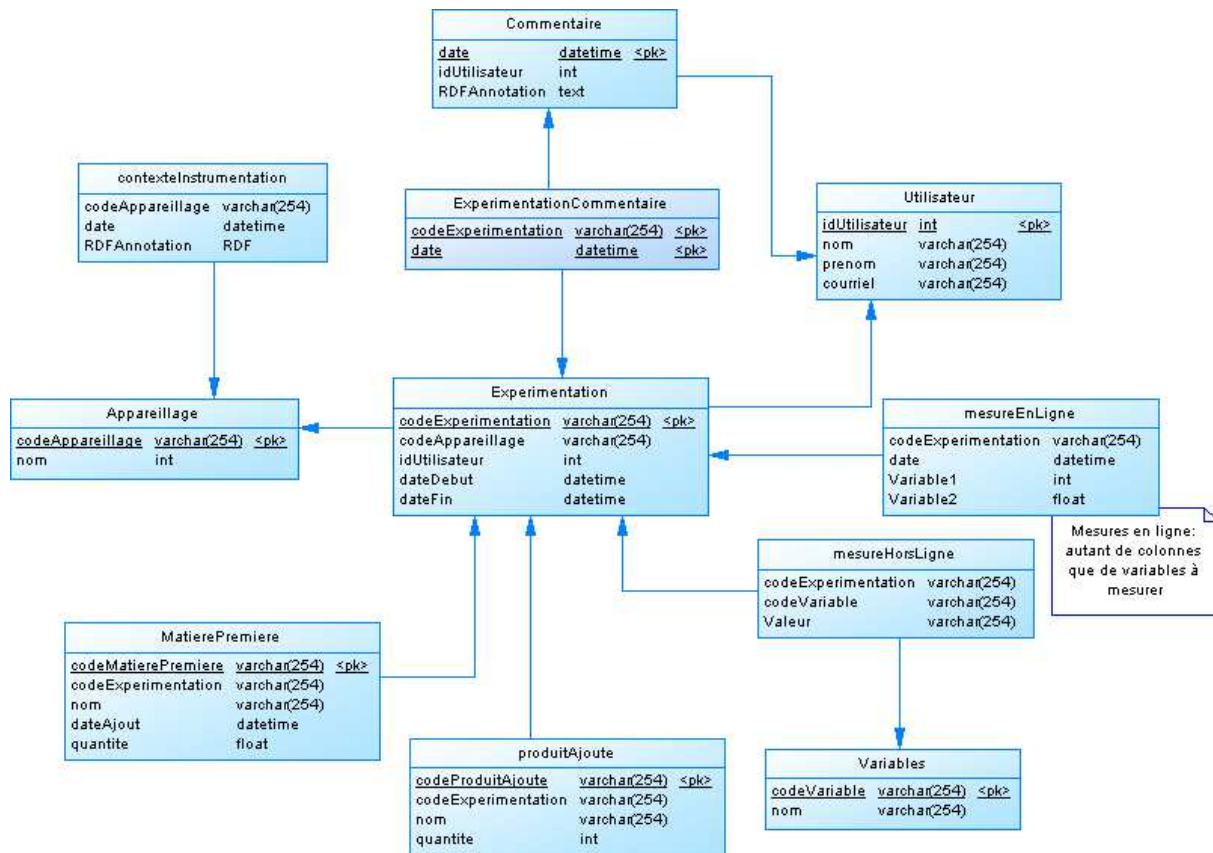 Commentaire
date datetime <pk>
idUtilisateur int
RDFAnnotation text
contexteInstrumentation
codeAppareillage varchar(254)
date datetime
RDFAnnotation RDF
ExperimentationCommentaire
codeExperimentation varchar(254) <pk>
date datetime <pk>
Utilisateur
idUtilisateur int <pk>
nom varchar(254)
prenom varchar(254)
courriel varchar(254)
Appareillage
codeAppareillage varchar(254) <pk>
nom int
Experimentation
codeExperimentation varchar(254) <pk>
codeAppareillage varchar(254)
idUtilisateur int
dateDebut datetime
dateFin datetime
mesureEnLigne
codeExperimentation varchar(254)
date datetime
Variable1 int
Variable2 float
Mesures en ligne:
autant de colonnes
que de variables à
mesurer
mesureHorsLigne
codeExperimentation varchar(254)
codeVariable varchar(254)
Valeur varchar(254)
MatierePremiere
codeMatierePremiere varchar(254) <pk>
codeExperimentation varchar(254)
nom varchar(254)
dateAjout datetime
quantite float
produitAjoute
codeProduitAjoute varchar(254) <pk>
codeExperimentation varchar(254)
nom varchar(254)
quantite int
Variables
codeVariable varchar(254) <pk>
nom varchar(254)